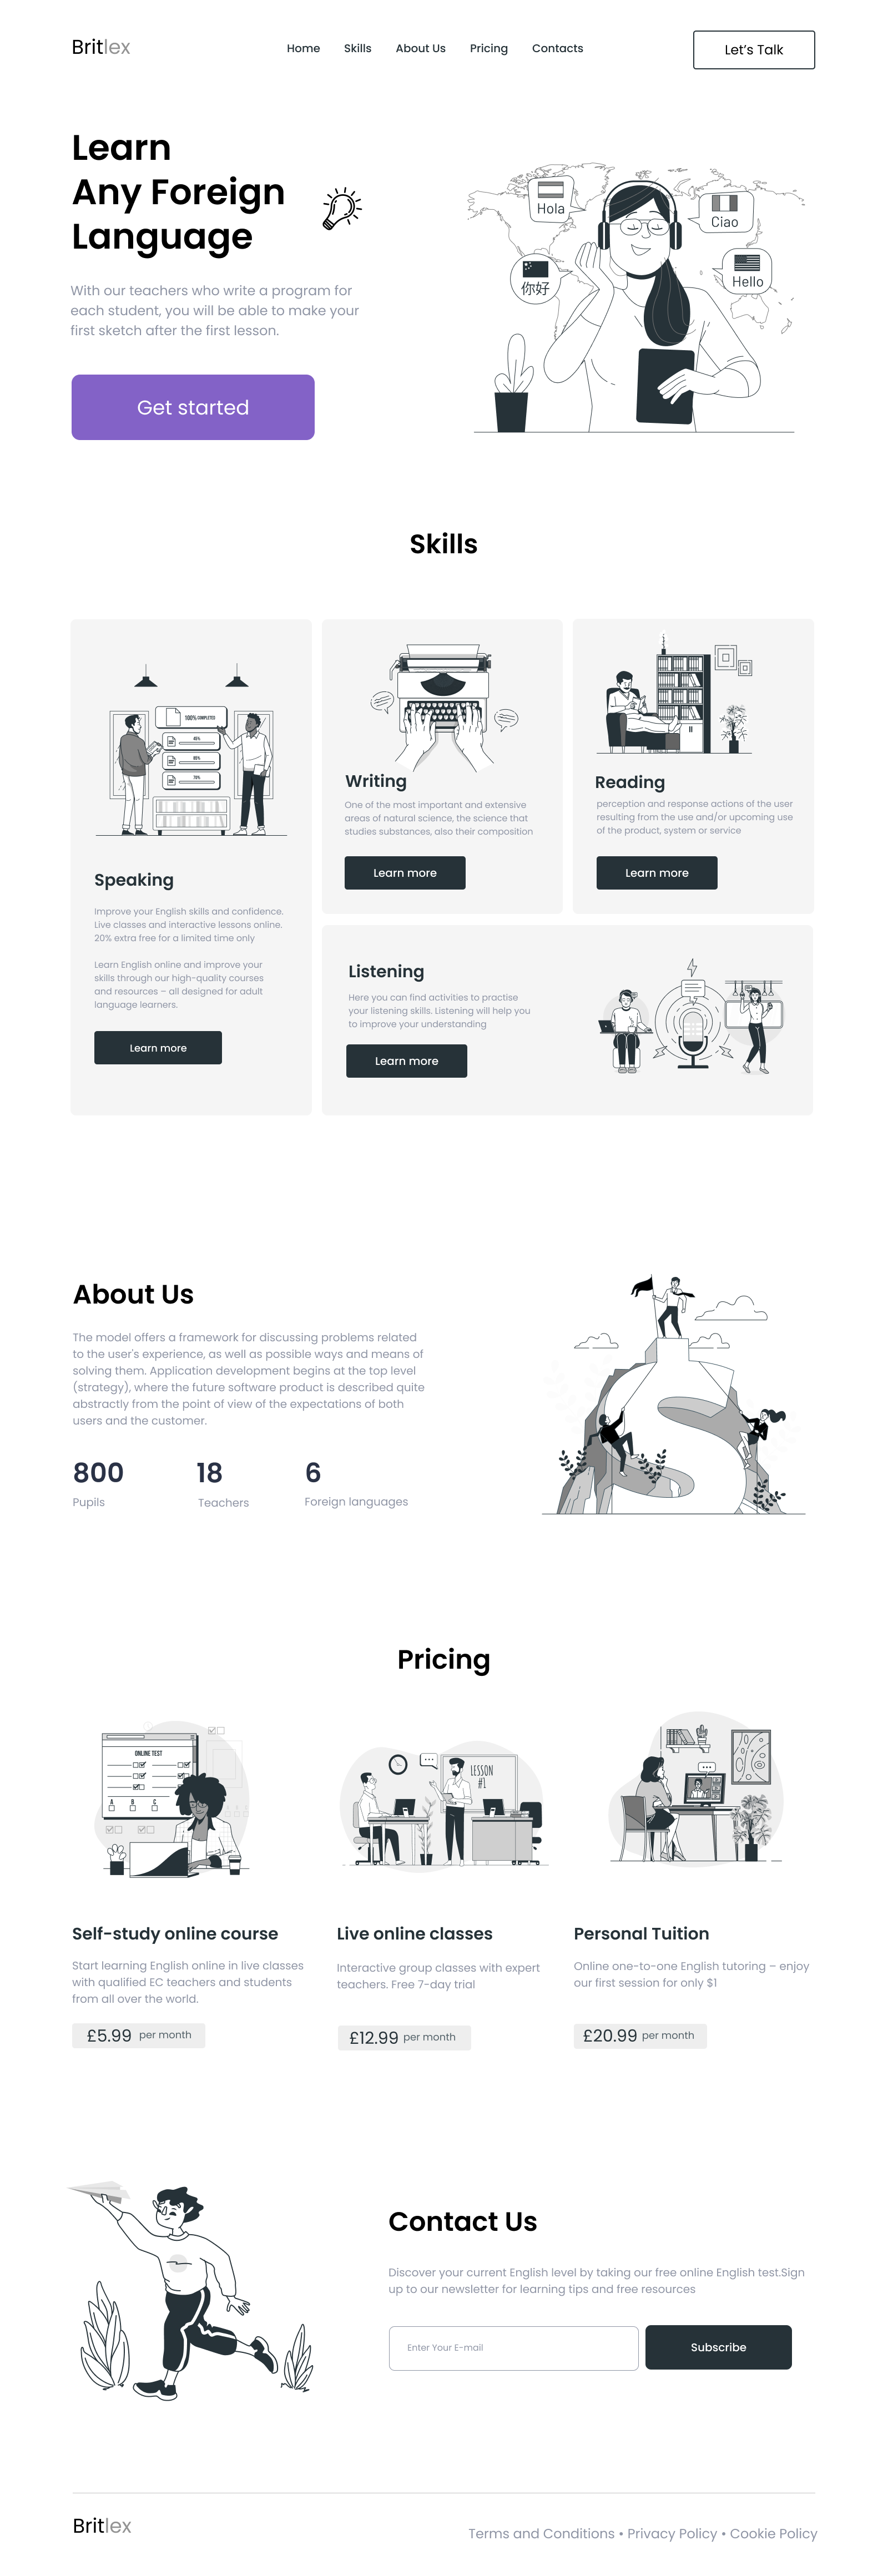 Britlex
Home Skills About Us Pricing Contacts
Let's Talk
Learn
Any Foreign
Language
With our teachers who write a program for
each student, you will be able to make your
first sketch after the first lesson.
Get started
Hola
Ciao
你好
Hello
Skills
100% COMPLETED
45%
85%
70%
Speaking
Improve your English skills and confidence.
Live classes and interactive lessons online.
20% extra free for a limited time only
Learn English online and improve your
skills through our high-quality courses
and resources – all designed for adult
language learners.
Learn more
Writing
One of the most important and extensive
areas of natural science, the science that
studies substances, also their composition
Learn more
Reading
perception and response actions of the user
resulting from the use and/or upcoming use
of the product, system or service
Learn more
Listening
Here you can find activities to practise
your listening skills. Listening will help you
to improve your understanding
Learn more
About Us
The model offers a framework for discussing problems related
to the user's experience, as well as possible ways and means of
solving them. Application development begins at the top level
(strategy), where the future software product is described quite
abstractly from the point of view of the expectations of both
users and the customer.
800
Pupils
18
Teachers
6
Foreign languages
Pricing
ONLINE TEST
A B C
Self-study online course
Start learning English online in live classes
with qualified EC teachers and students
from all over the world.
£5.99 per month
LESSON
#1
Live online classes
Interactive group classes with expert
teachers. Free 7-day trial
£12.99 per month
Personal Tuition
Online one-to-one English tutoring – enjoy
our first session for only $1
£20.99 per month
Contact Us
Discover your current English level by taking our free online English test.Sign
up to our newsletter for learning tips and free resources
Enter Your E-mail
Subscribe
Britlex
Terms and Conditions • Privacy Policy • Cookie Policy